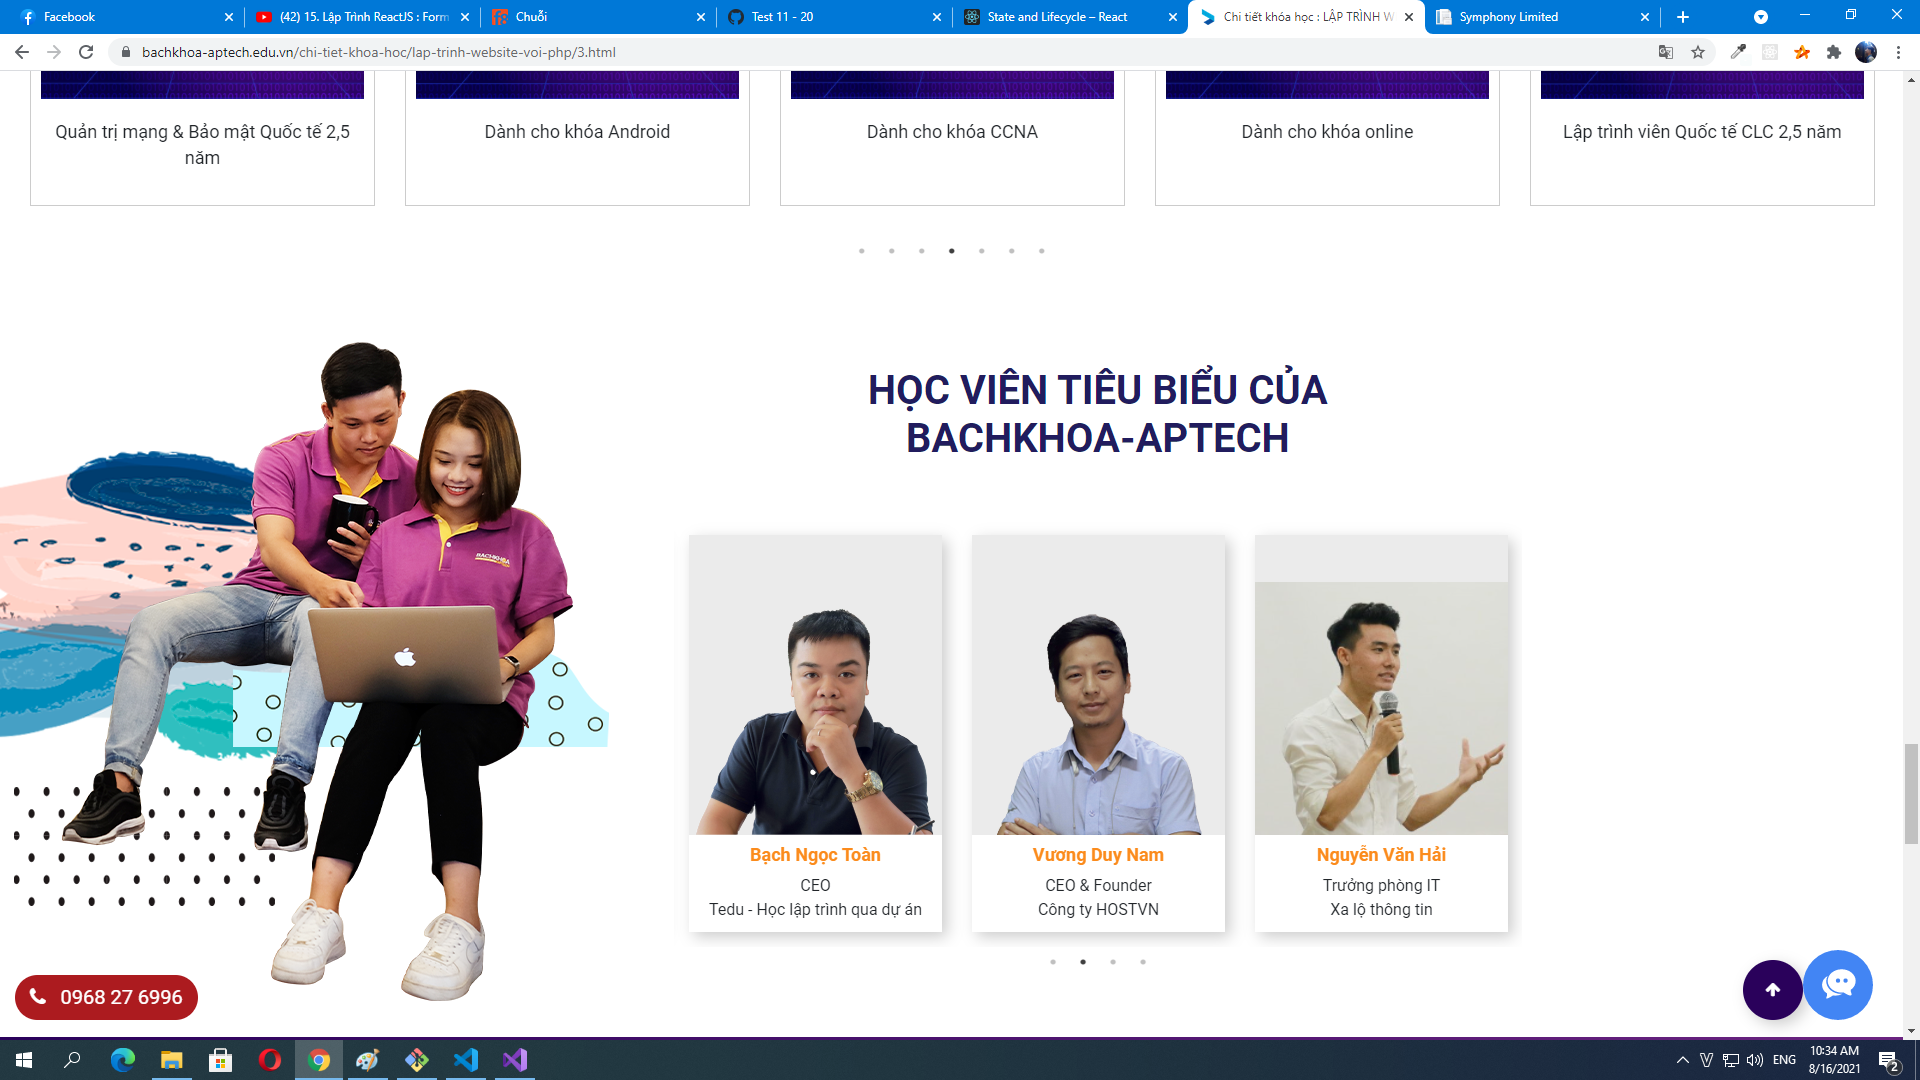 Facebook
(42) 15. Lập Trình ReactJS : Form
Chuỗi
Test 11 - 20
State and Lifecycle – React
Chi tiết khóa học : LẬP TRÌNH W
Symphony Limited
bachkhoa-aptech.edu.vn/chi-tiet-khoa-hoc/lap-trinh-website-voi-php/3.html
Quản trị mạng & Bảo mật Quốc tế 2,5
năm
Dành cho khóa Android
Dành cho khóa CCNA
Dành cho khóa online
Lập trình viên Quốc tế CLC 2,5 năm
HỌC VIÊN TIÊU BIỂU CỦA
BACHKHOA-APTECH
BACHKHOA
Bạch Ngọc Toàn
CEO
Tedu - Học lập trình qua dự án
Vương Duy Nam
CEO & Founder
Công ty HOSTVN
Nguyễn Văn Hải
Trưởng phòng IT
Xa lộ thông tin
0968 27 6996
ENG
10:34 AM
8/16/2021
2